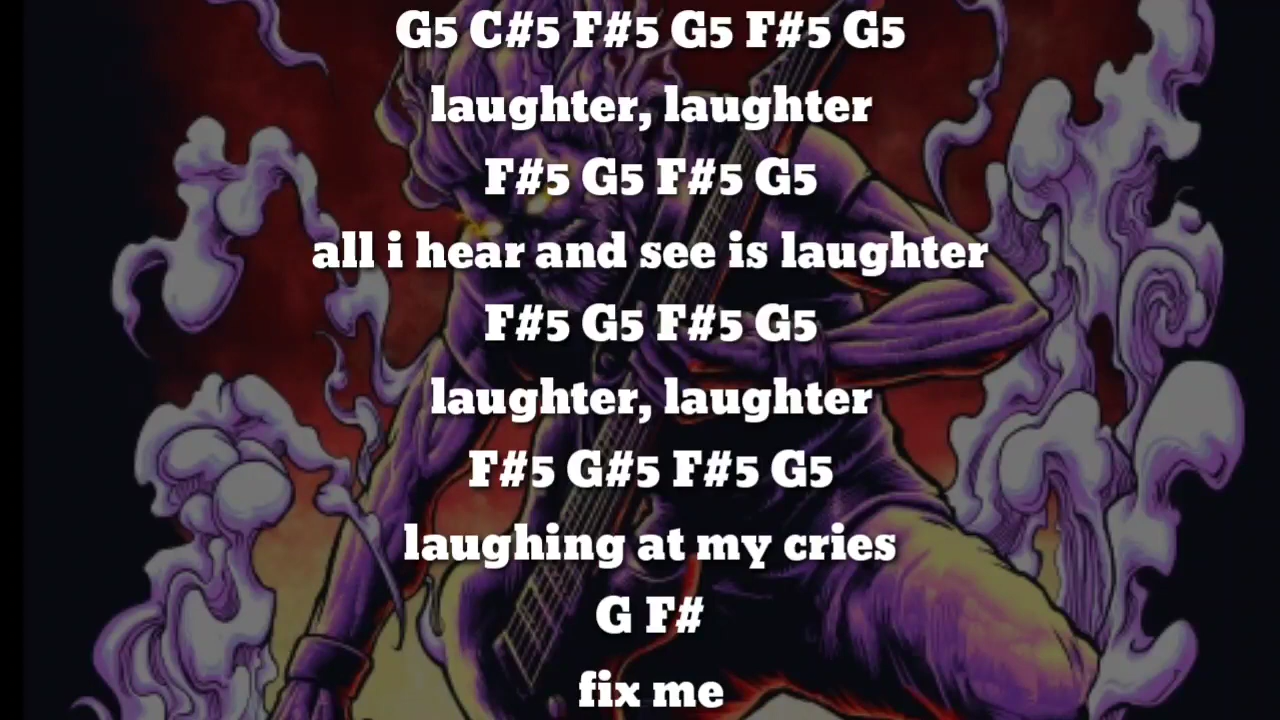 G5 C#5 F#5 G5 F#5 G5
laughter, laughter
F#5 G5 F#5 G5
all i hear and see is laughter
F#5 G5 F#5 G5
laughter, laughter
F#5 G#5 F#5 G5
laughing at my cries
G F#
fix me